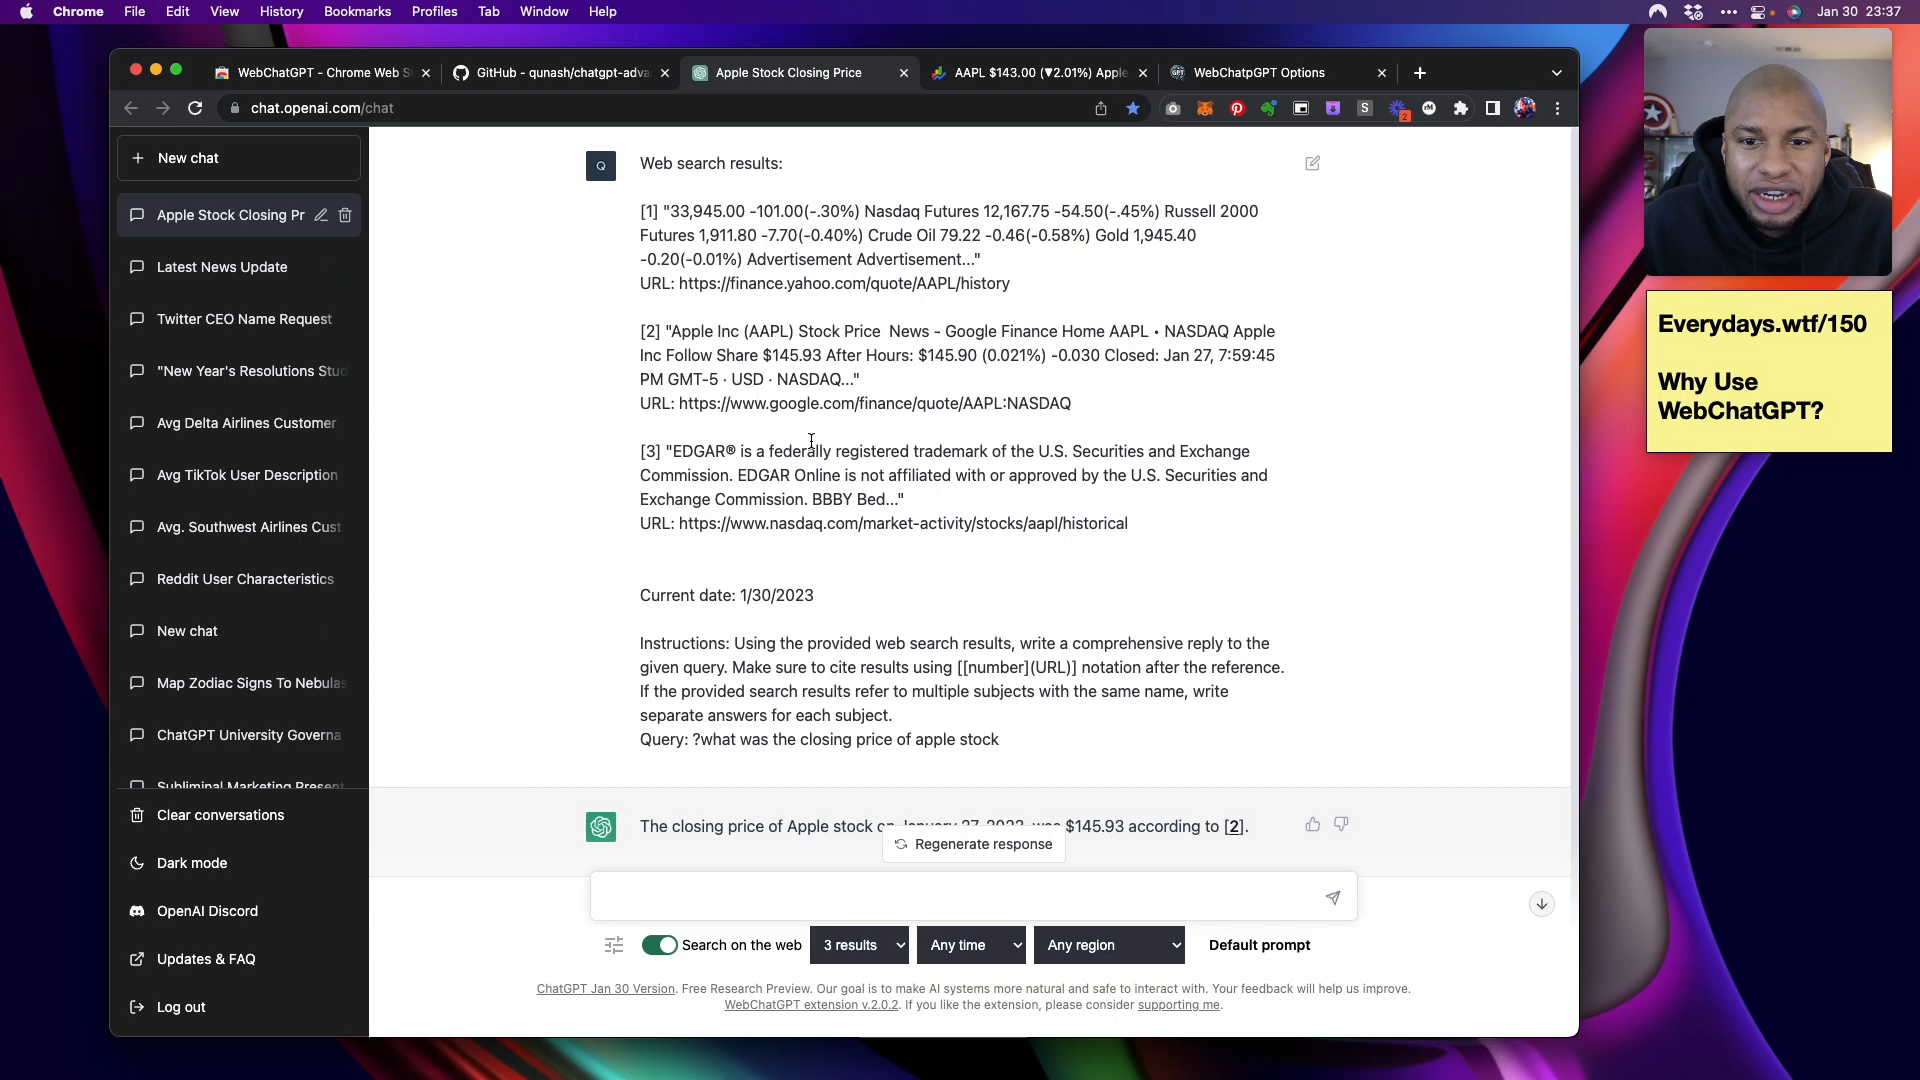 Chrome File Edit View History Bookmarks Profiles Tab Window Help
Jan 30 23:37
WebChatGPT - Chrome Web S
GitHub - qunash/chatgpt-adva
Apple Stock Closing Price
AAPL $143.00 (▼2.01%) Apple
WebChatpGPT Options
chat.openai.com/chat
S
2
New chat
Apple Stock Closing Pr
Latest News Update
Twitter CEO Name Request
"New Year's Resolutions Stud
Avg Delta Airlines Customer
Avg TikTok User Description
Avg. Southwest Airlines Cust
Reddit User Characteristics
New chat
Map Zodiac Signs To Nebulas
ChatGPT University Governa
Subliminal Marketing Present
Clear conversations
Dark mode
OpenAI Discord
Updates & FAQ
Log out
Q
Web search results:
[1] "33,945.00 -101.00(-.30%) Nasdaq Futures 12,167.75 -54.50(-.45%) Russell 2000
Futures 1,911.80 -7.70(-0.40%) Crude Oil 79.22 -0.46(-0.58%) Gold 1,945.40
-0.20(-0.01%) Advertisement Advertisement..."
URL: https://finance.yahoo.com/quote/AAPL/history
[2] "Apple Inc (AAPL) Stock Price  News - Google Finance Home AAPL • NASDAQ Apple
Inc Follow Share $145.93 After Hours: $145.90 (0.021%) -0.030 Closed: Jan 27, 7:59:45
PM GMT-5 · USD · NASDAQ..."
URL: https://www.google.com/finance/quote/AAPL:NASDAQ
[3] "EDGAR® is a federally registered trademark of the U.S. Securities and Exchange
Commission. EDGAR Online is not affiliated with or approved by the U.S. Securities and
Exchange Commission. BBBY Bed..."
URL: https://www.nasdaq.com/market-activity/stocks/aapl/historical
Current date: 1/30/2023
Instructions: Using the provided web search results, write a comprehensive reply to the
given query. Make sure to cite results using [[number](URL)] notation after the reference.
If the provided search results refer to multiple subjects with the same name, write
separate answers for each subject.
Query: ?what was the closing price of apple stock
The closing price of Apple stock on January 27, 2023, was $145.93 according to [2].
Regenerate response
Search on the web
3 results
Any time
Any region
Default prompt
ChatGPT Jan 30 Version. Free Research Preview. Our goal is to make AI systems more natural and safe to interact with. Your feedback will help us improve.
WebChatGPT extension v.2.0.2. If you like the extension, please consider supporting me.
Everydays.wtf/150
Why Use
WebChatGPT?